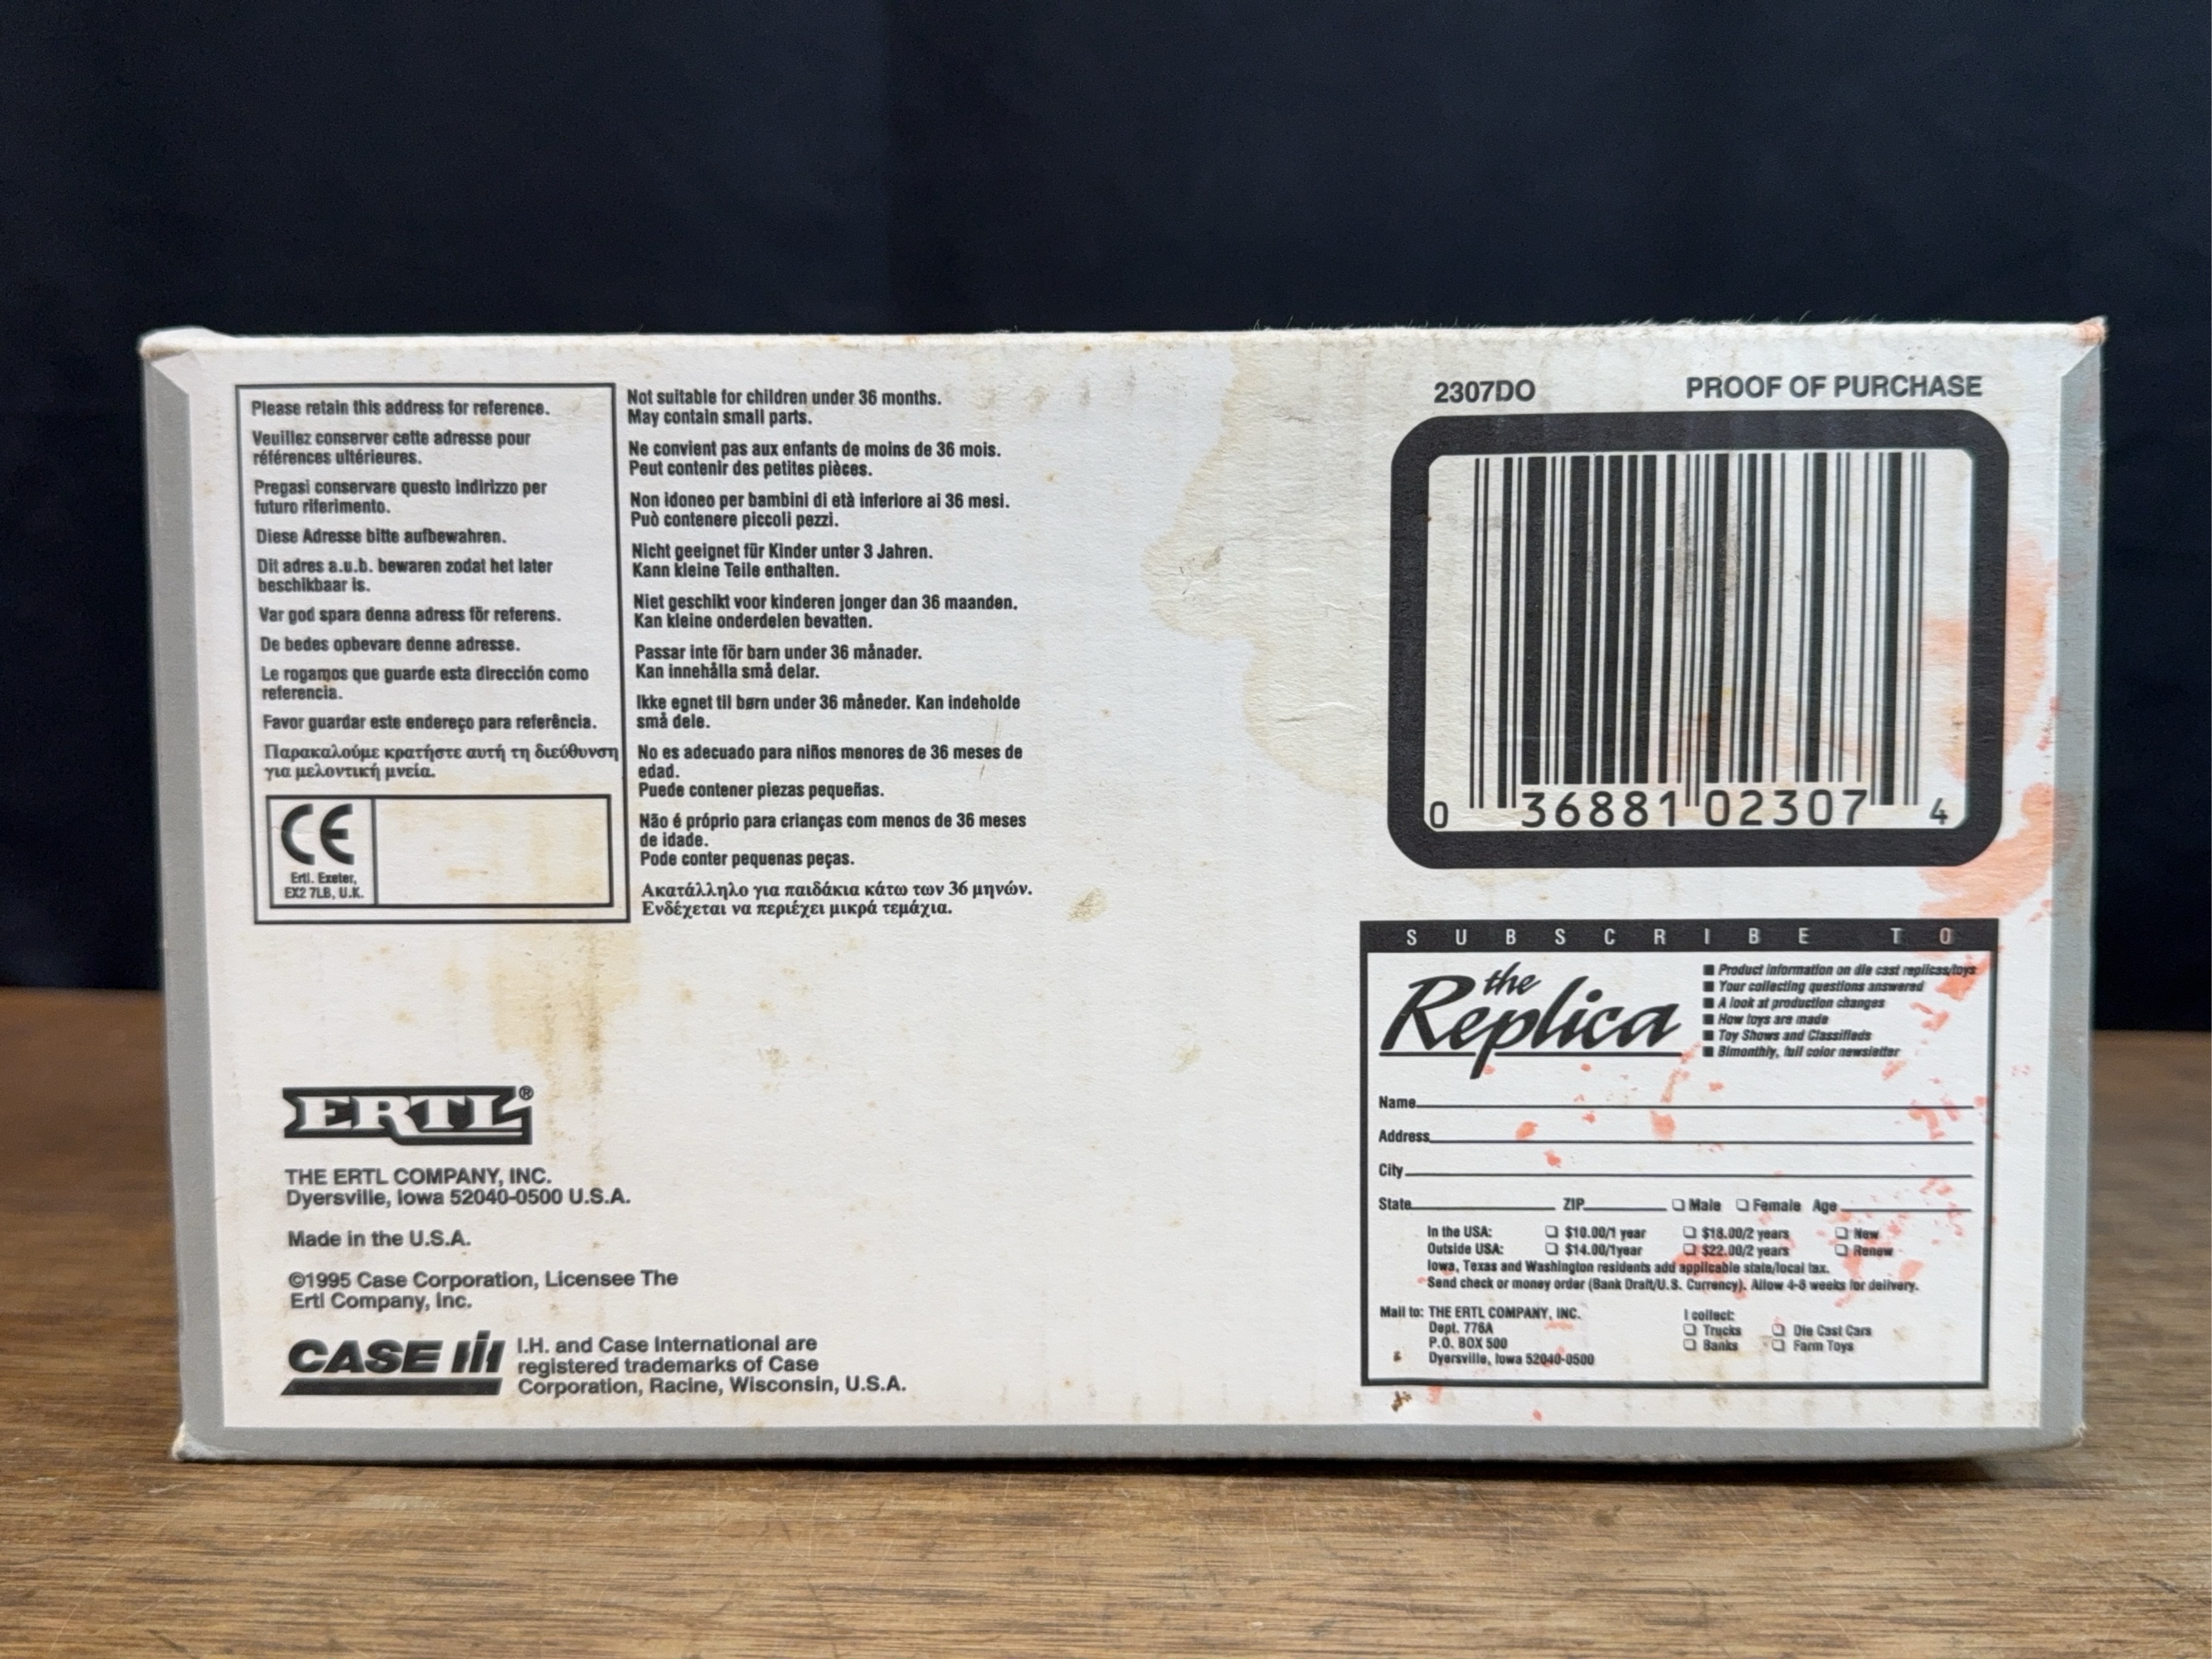 Please retain this address for reference.
Veuillez conserver cette adresse pour
références ultérieures.
Pregasi conservare questo indirizzo per
futuro riferimento.
Diese Adresse bitte aufbewahren.
Dit adres a.u.b. bewaren zodat het later
beschikbaar is.
Var god spara denna adress för referens.
De bedes opbevare denne adresse.
Le rogamos que guarde esta dirección como
referencia.
Favor guardar este endereço para referência.
Παρακαλούμε κρατήστε αυτή τη διεύθυνση
για μελοντική μνεία.
CE
Ertl. Exeter,
EX2 7LB, U.K.
Not suitable for children under 36 months.
May contain small parts.
Ne convient pas aux enfants de moins de 36 mois.
Peut contenir des petites pièces.
Non idoneo per bambini di età inferiore ai 36 mesi.
Può contenere piccoli pezzi.
Nicht geeignet für Kinder unter 3 Jahren.
Kann kleine Teile enthalten.
Niet geschikt voor kinderen jonger dan 36 maanden.
Kan kleine onderdelen bevatten.
Passar inte för barn under 36 månader.
Kan innehålla små delar.
Ikke egnet til børn under 36 måneder. Kan indeholde
små dele.
No es adecuado para niños menores de 36 meses de
edad.
Puede contener piezas pequeñas.
Não é próprio para crianças com menos de 36 meses
de idade.
Pode conter pequenas peças.
Ακατάλληλο για παιδάκια κάτω των 36 μηνών.
Ενδέχεται να περιέχει μικρά τεμάχια.
ERTL®
THE ERTL COMPANY, INC.
Dyersville, Iowa 52040-0500 U.S.A.
Made in the U.S.A.
©1995 Case Corporation, Licensee The
Ertl Company, Inc.
CASE IH
I.H. and Case International are
registered trademarks of Case
Corporation, Racine, Wisconsin, U.S.A.
2307DO PROOF OF PURCHASE
0 36881 02307 4
SUBSCRIBE TO
the
Replica
■ Product information on die cast replicas/toys
■ Your collecting questions answered
■ A look at production changes
■ How toys are made
■ Toy Shows and Classifieds
■ Bimonthly, full color newsletter
Name
Address
City
State ZIP ❏ Male ❏ Female Age
In the USA: ❏ $10.00/1 year ❏ $18.00/2 years ❏ New
Outside USA: ❏ $14.00/1year ❏ $22.00/2 years ❏ Renew
Iowa, Texas and Washington residents add applicable state/local tax.
Send check or money order (Bank Draft/U.S. Currency). Allow 4-8 weeks for delivery.
Mail to: THE ERTL COMPANY, INC.
Dept. 776A
P.O. BOX 500
Dyersville, Iowa 52040-0500
I collect:
❏ Trucks ❏ Die Cast Cars
❏ Banks ❏ Farm Toys